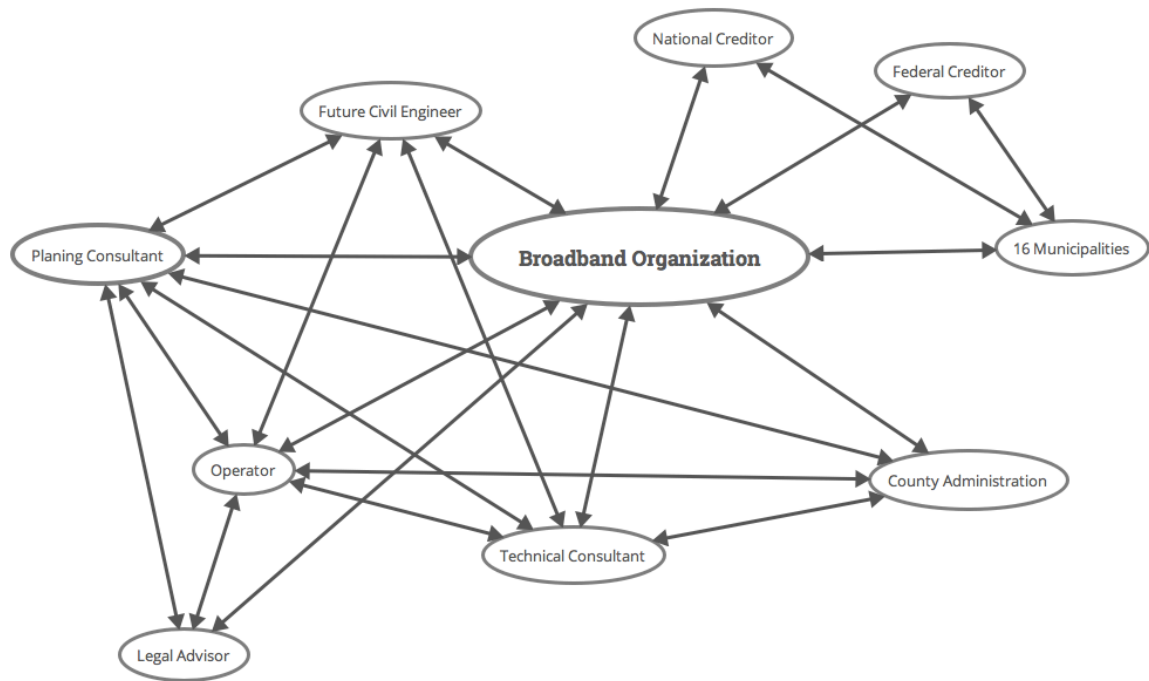 National Creditor
Federal Creditor
Future Civil Engineer
Planing Consultant
Broadband Organization
16 Municipalities
Operator
County Administration
Technical Consultant
Legal Advisor